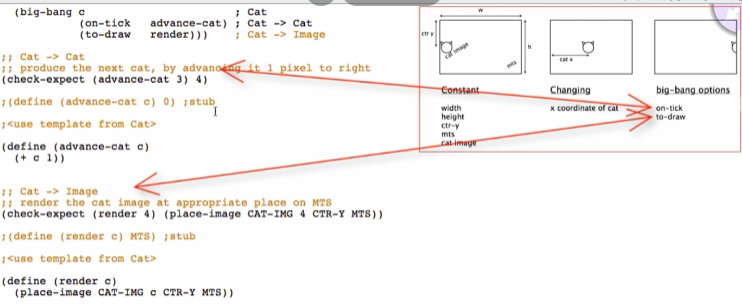 (big-bang c ; Cat
(on-tick advance-cat) ; Cat -> Cat
(to-draw render))) ; Cat -> Image
;; Cat -> Cat
;; produce the next cat, by advancing it 1 pixel to right
(check-expect (advance-cat 3) 4)
;(define (advance-cat c) 0) ;stub
;<use template from Cat>
(define (advance-cat c)
(+ c 1))
;; Cat -> Image
;; render the cat image at appropriate place on MTS
(check-expect (render 4) (place-image CAT-IMG 4 CTR-Y MTS))
;(define (render c) MTS) ;stub
;<use template from Cat>
(define (render c)
(place-image CAT-IMG c CTR-Y MTS))
w
ctr y
cat image
h
mts
cat x
Constant
width
height
ctr-y
mts
cat image
Changing
x coordinate of cat
big-bang options
on-tick
to-draw